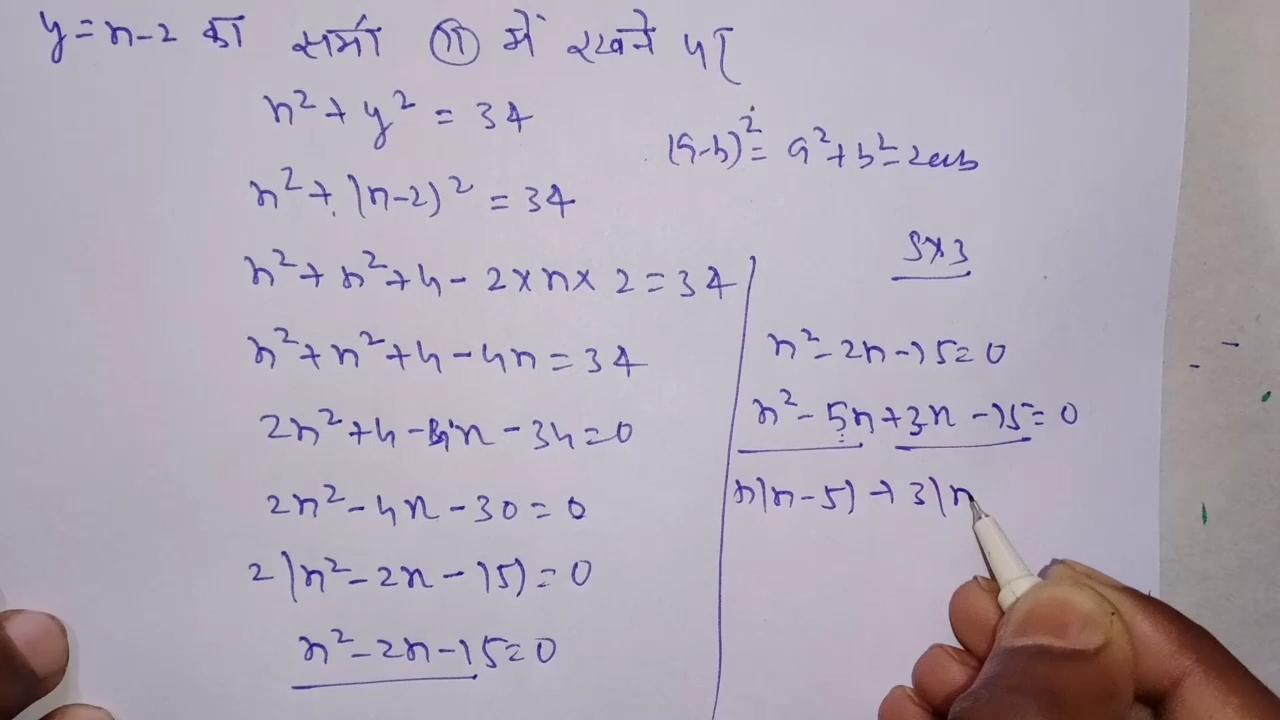 y = x - 2 का समी (ii) में रखने पर
x² + y² = 34
x² + (x-2)² = 34
x² + x² + 4 - 2 × x × 2 = 34
x² + x² + 4 - 4x = 34
2x² + 4 - 4x - 34 = 0
2x² - 4x - 30 = 0
2(x² - 2x - 15) = 0
x² - 2x - 15 = 0
(a-b)² = a² + b² - 2ab
5×3
x² - 2x - 15 = 0
x² - 5x + 3x - 15 = 0
x(x-5) + 3(x